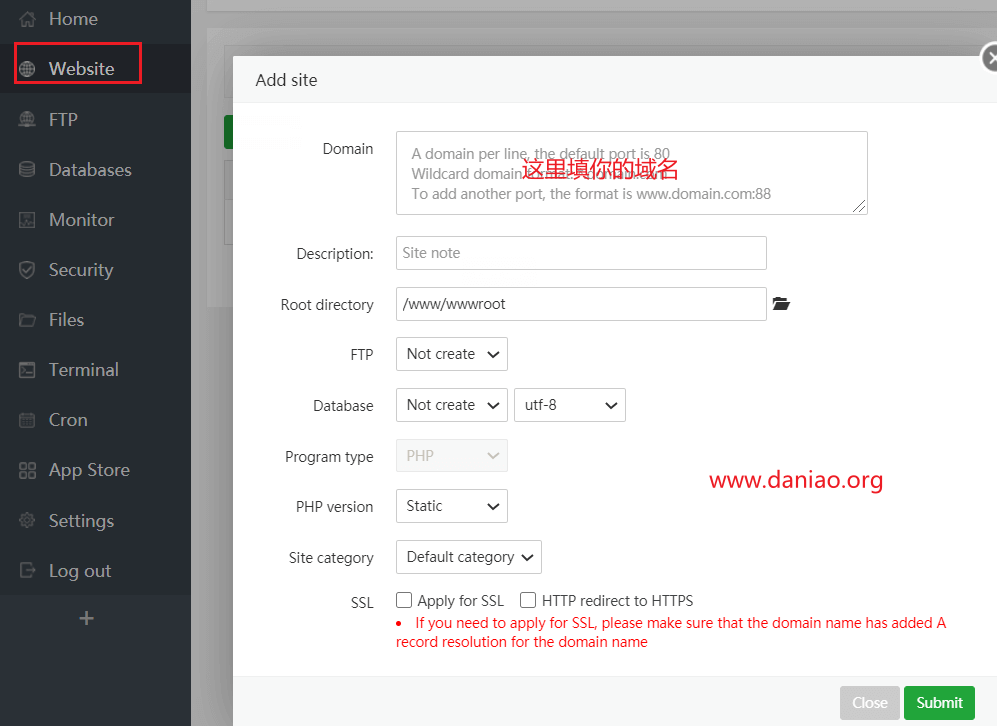 Home
Website
FTP
Databases
Monitor
Security
Files
Terminal
Cron
App Store
Settings
Log out
Add site
Domain
A domain per line, the default port is 80
Wildcard domain format
这里填你的域名
To add another port, the format is www.domain.com:88
Description:
Site note
Root directory
/www/wwwroot
FTP
Not create
Database
Not create
utf-8
Program type
PHP
PHP version
Static
www.daniao.org
Site category
Default category
SSL
Apply for SSL
HTTP redirect to HTTPS
If you need to apply for SSL, please make sure that the domain name has added A
record resolution for the domain name
Close
Submit